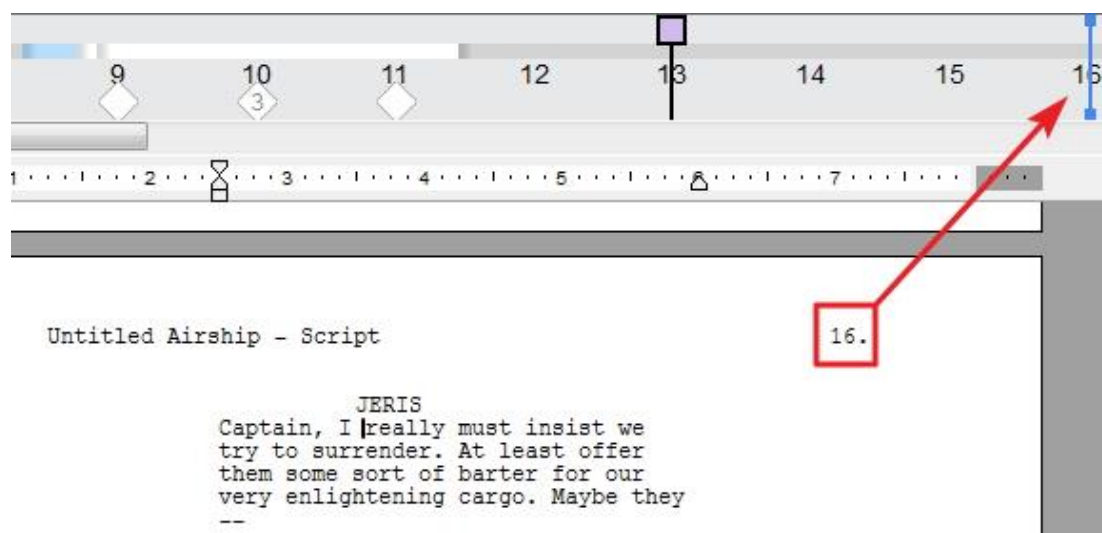 9 10 11 12 13 14 15 16
3
1 2 3 4 5 6 7
Untitled Airship - Script 16.
JERIS
Captain, I really must insist we
try to surrender. At least offer
them some sort of barter for our
very enlightening cargo. Maybe they
--